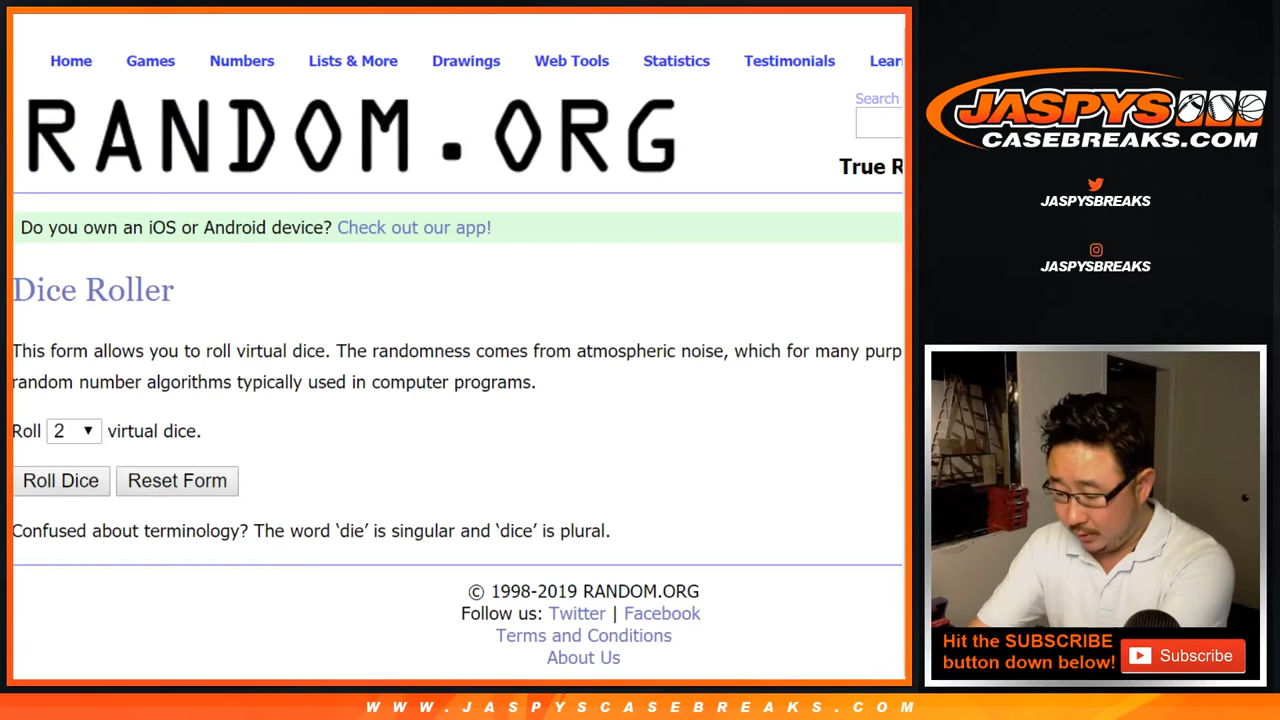 Home Games Numbers Lists & More Drawings Web Tools Statistics Testimonials Lear
RANDOM.ORG
Search
True R
Do you own an iOS or Android device? Check out our app!
Dice Roller
This form allows you to roll virtual dice. The randomness comes from atmospheric noise, which for many purp
random number algorithms typically used in computer programs.
Roll 2 virtual dice.
Roll Dice Reset Form
Confused about terminology? The word ‘die’ is singular and ‘dice’ is plural.
© 1998-2019 RANDOM.ORG
Follow us: Twitter | Facebook
Terms and Conditions
About Us
JASPYS
CASEBREAKS.COM
JASPYSBREAKS
JASPYSBREAKS
Hit the SUBSCRIBE
button down below!
Subscribe
WWW.JASPYSCASEBREAKS.COM